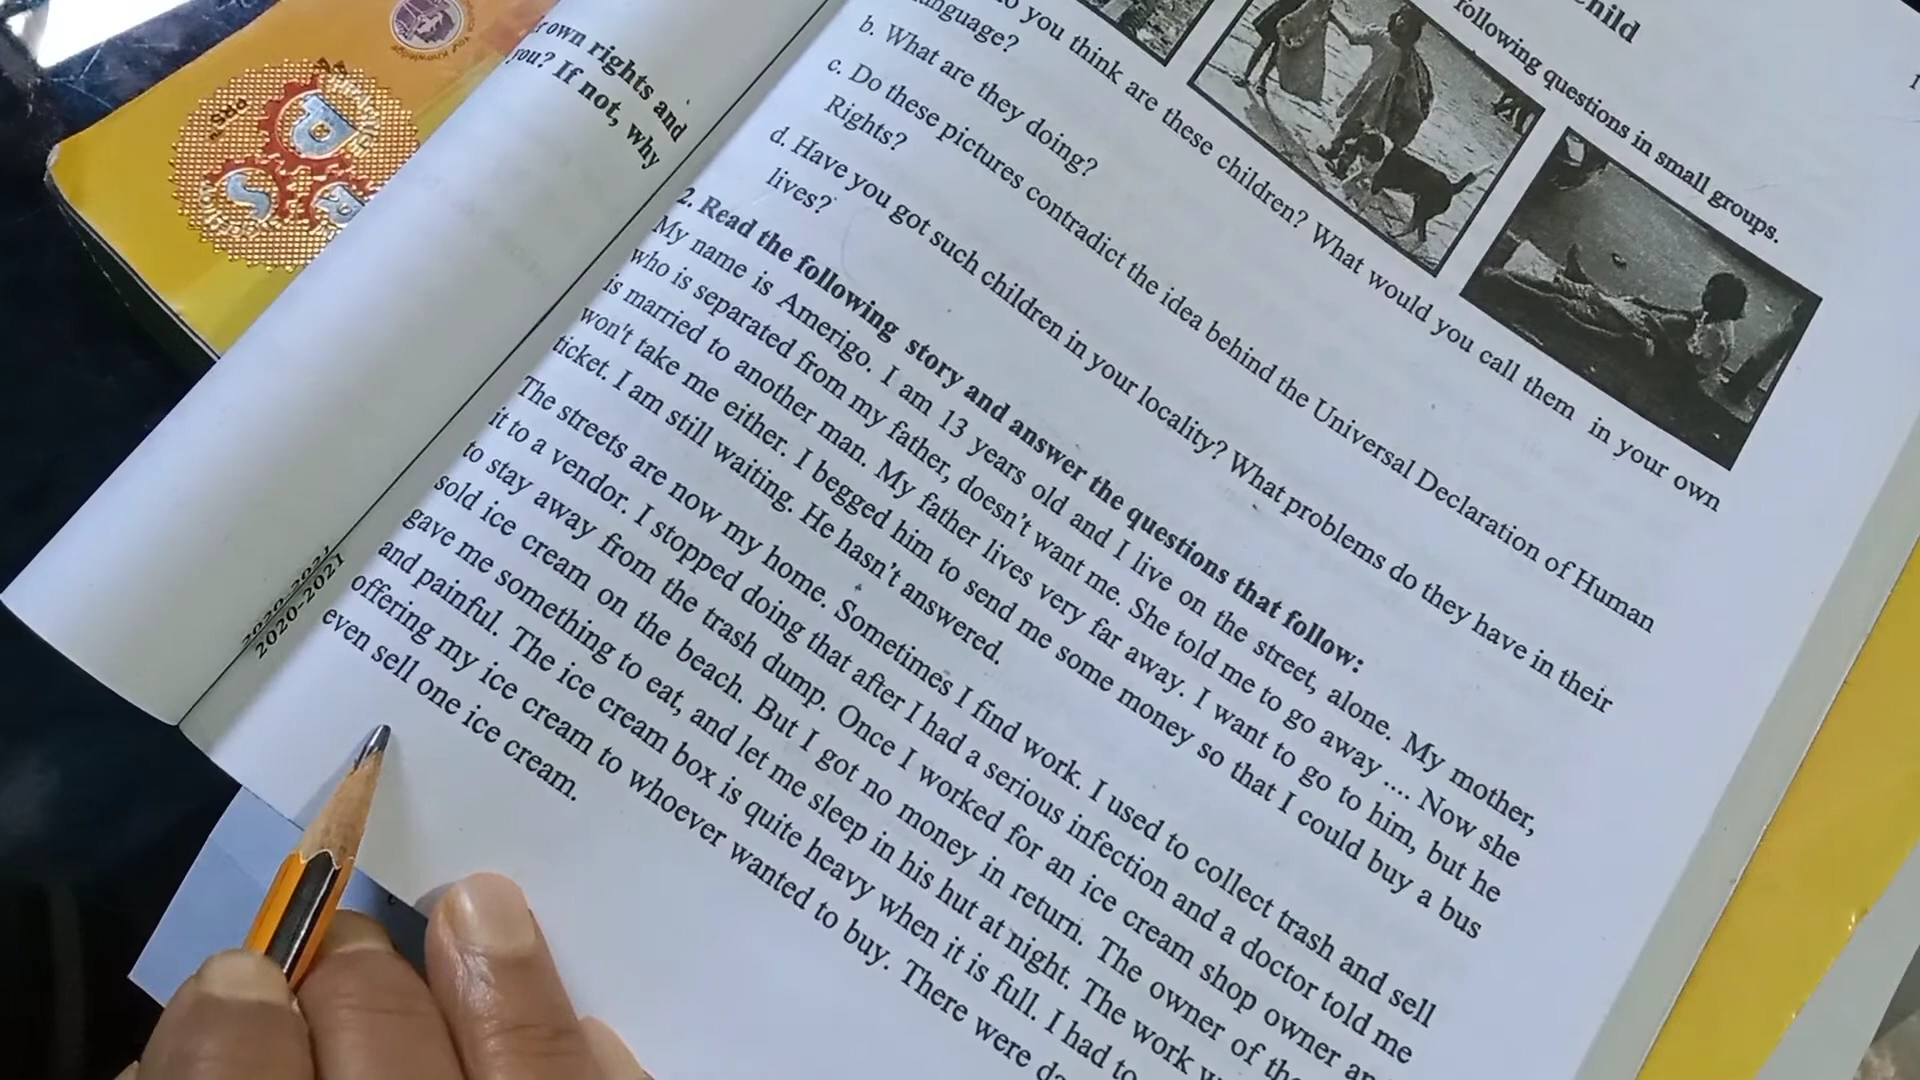 r own rights and
you? If not, why
2020-2021
2020-2021
Child
following questions in small groups.
you think are these children? What would you call them in your own
language?
b. What are they doing?
c. Do these pictures contradict the idea behind the Universal Declaration of Human
Rights?
d. Have you got such children in your locality? What problems do they have in their
lives?
2. Read the following story and answer the questions that follow:
My name is Amerigo. I am 13 years old and I live on the street, alone. My mother,
who is separated from my father, doesn't want me. She told me to go away .... Now she
is married to another man. My father lives very far away. I want to go to him, but he
won't take me either. I begged him to send me some money so that I could buy a bus
ticket. I am still waiting. He hasn't answered.
The streets are now my home. Sometimes I find work. I used to collect trash and sell
it to a vendor. I stopped doing that after I had a serious infection and a doctor told me
to stay away from the trash dump. Once I worked for an ice cream shop owner an
sold ice cream on the beach. But I got no money in return. The owner of the
gave me something to eat, and let me sleep in his hut at night. The work w
and painful. The ice cream box is quite heavy when it is full. I had to
offering my ice cream to whoever wanted to buy. There were da
even sell one ice cream.